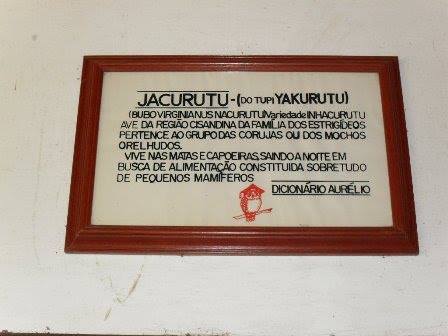 JACURUTU-(DO TUPI YAKURUTU)
(BUBO VIRGINIANUS NACURUTU)Variedade INHACURUTU
AVE DA REGIÃO CISANDINA DA FAMÍLIA DOS ESTRIGÍDEOS
PERTENCE AO GRUPO DAS CORUJAS OU DOS MOCHOS
ORELHUDOS.
VIVE NAS MATAS E CAPOEIRAS, SAINDO A NOITE EM
BUSCA DE ALIMENTAÇÃO CONSTITUIDA SOBRETUDO
DE PEQUENOS MAMÍFEROS
DICIONÁRIO AURÉLIO